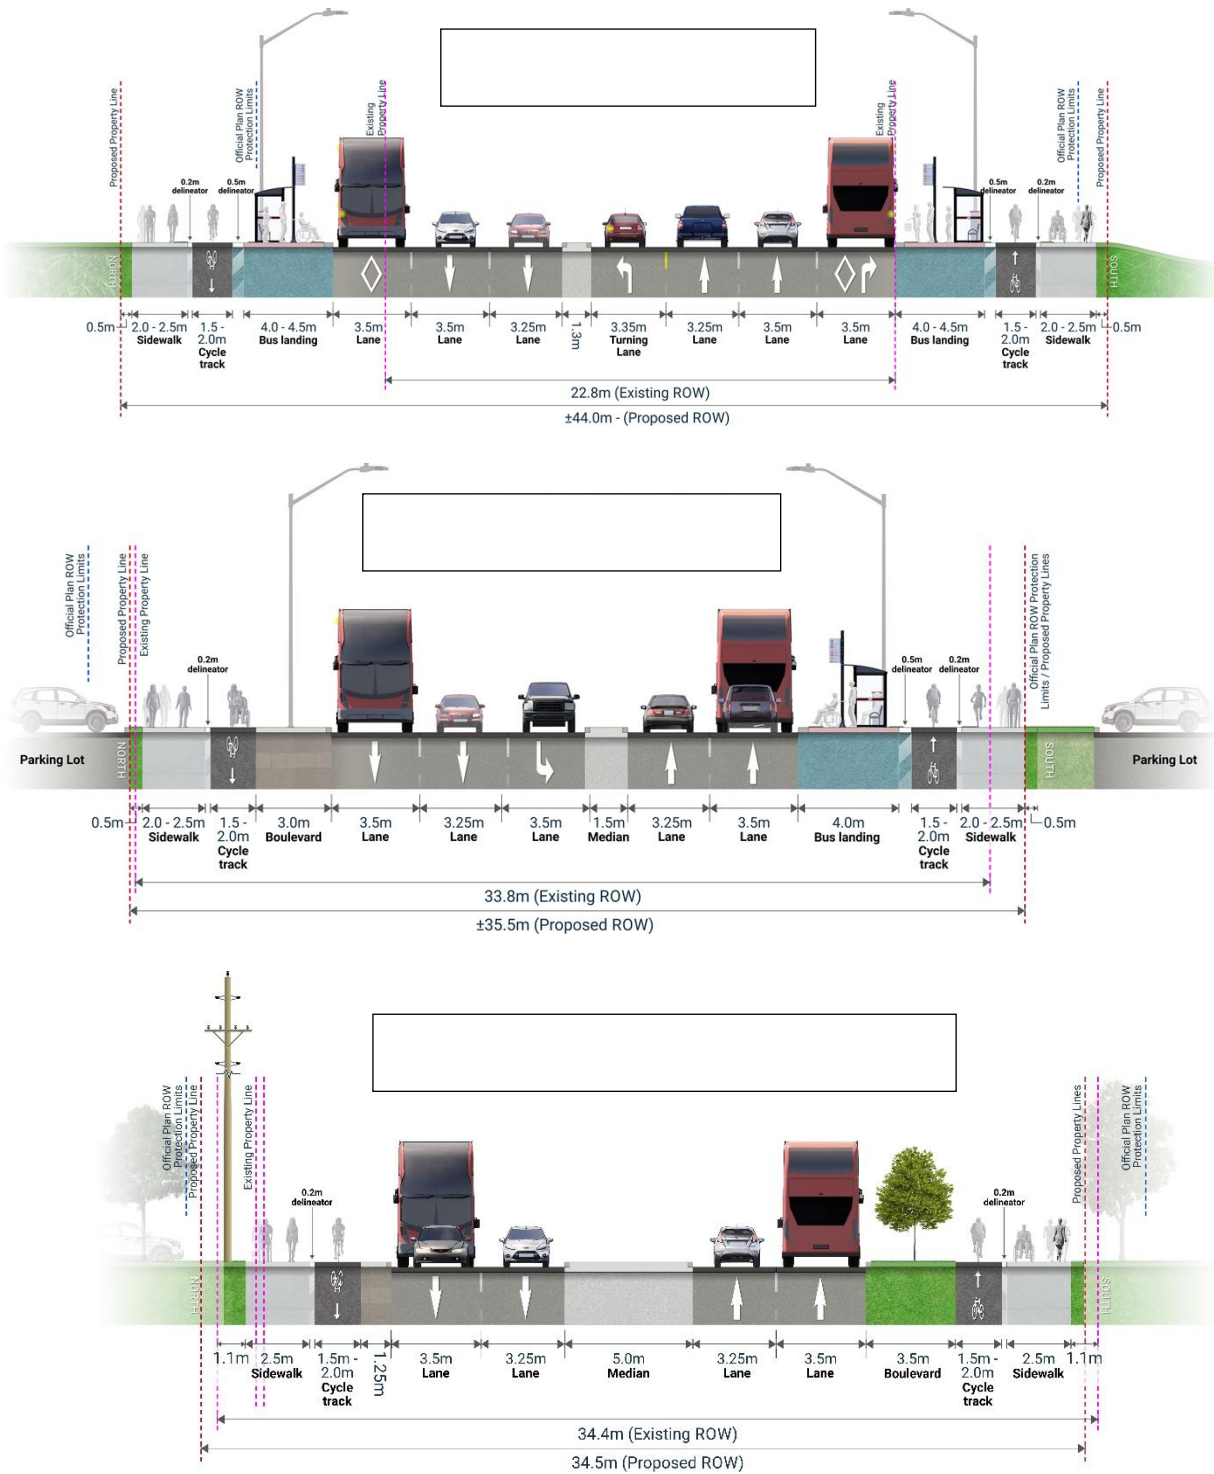 Proposed Property Line
Official Plan ROW
Protection Limits
Existing
Property Line
Existing
Property Line
Official Plan ROW
Protection Limits
Proposed Property Line
0.2m
delineator
0.5m
delineator
0.5m
delineator
0.2m
delineator
NORTH
SOUTH
0.5m
2.0 - 2.5m
Sidewalk
1.5 -
2.0m
Cycle
track
4.0 - 4.5m
Bus landing
3.5m
Lane
3.5m
Lane
3.25m
Lane
1.3m
3.35m
Turning
Lane
3.25m
Lane
3.5m
Lane
3.5m
Lane
4.0 - 4.5m
Bus landing
1.5 -
2.0m
Cycle
track
2.0 - 2.5m
Sidewalk
0.5m
22.8m (Existing ROW)
±44.0m - (Proposed ROW)
Official Plan ROW
Protection Limits
Proposed Property Line
Existing Property Line
Official Plan ROW Protection
Limits / Proposed Property Lines
0.2m
delineator
0.5m
delineator
0.2m
delineator
Parking Lot
NORTH
SOUTH
Parking Lot
0.5m
2.0 - 2.5m
Sidewalk
1.5 -
2.0m
Cycle
track
3.0m
Boulevard
3.5m
Lane
3.25m
Lane
3.5m
Lane
1.5m
Median
3.25m
Lane
3.5m
Lane
4.0m
Bus landing
1.5 -
2.0m
Cycle
track
2.0 - 2.5m
Sidewalk
0.5m
33.8m (Existing ROW)
±35.5m (Proposed ROW)
Official Plan ROW
Protection Limits
Proposed Property Line
Existing Property Line
Proposed Property Lines
Official Plan ROW
Protection Limits
0.2m
delineator
0.2m
delineator
NORTH
SOUTH
1.1m
2.5m
Sidewalk
1.5m -
2.0m
Cycle
track
1.25m
3.5m
Lane
3.25m
Lane
5.0m
Median
3.25m
Lane
3.5m
Lane
3.5m
Boulevard
1.5m -
2.0m
Cycle
track
2.5m
Sidewalk
1.1m
34.4m (Existing ROW)
34.5m (Proposed ROW)